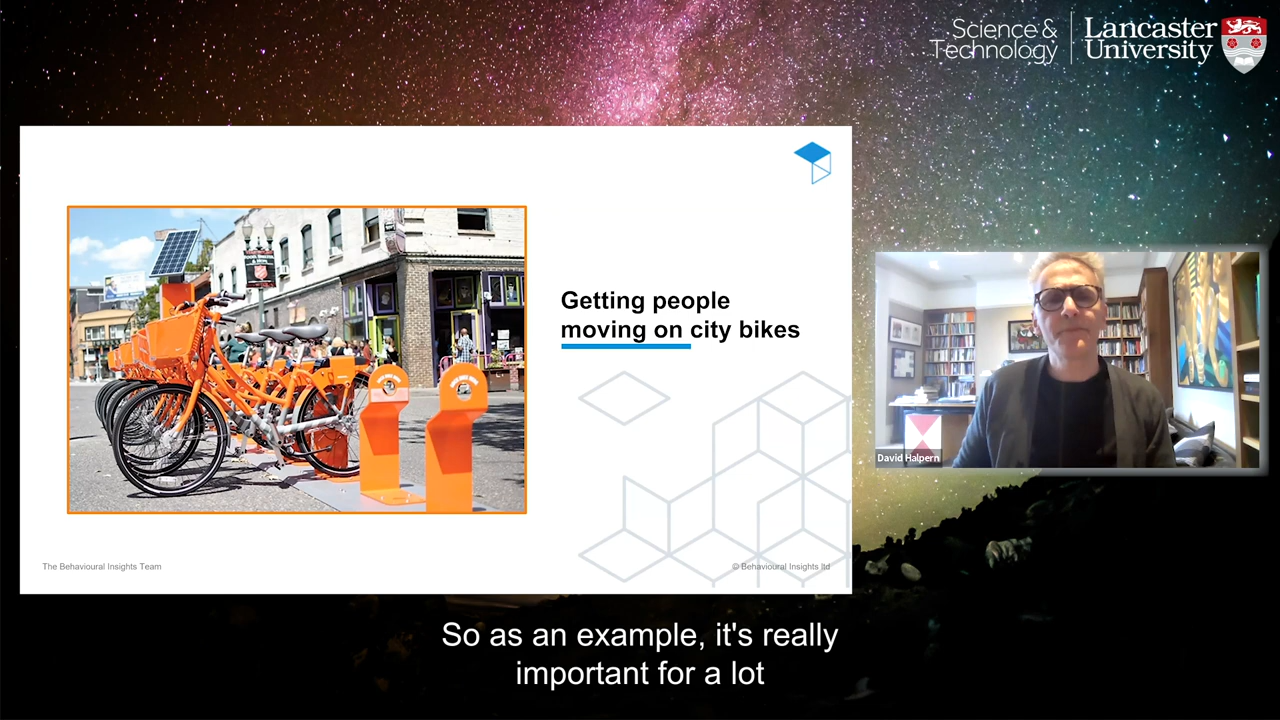 Science &
Technology
Lancaster
University
Getting people
moving on city bikes
The Behavioural Insights Team
© Behavioural Insights ltd
David Halpern
So as an example, it's really
important for a lot